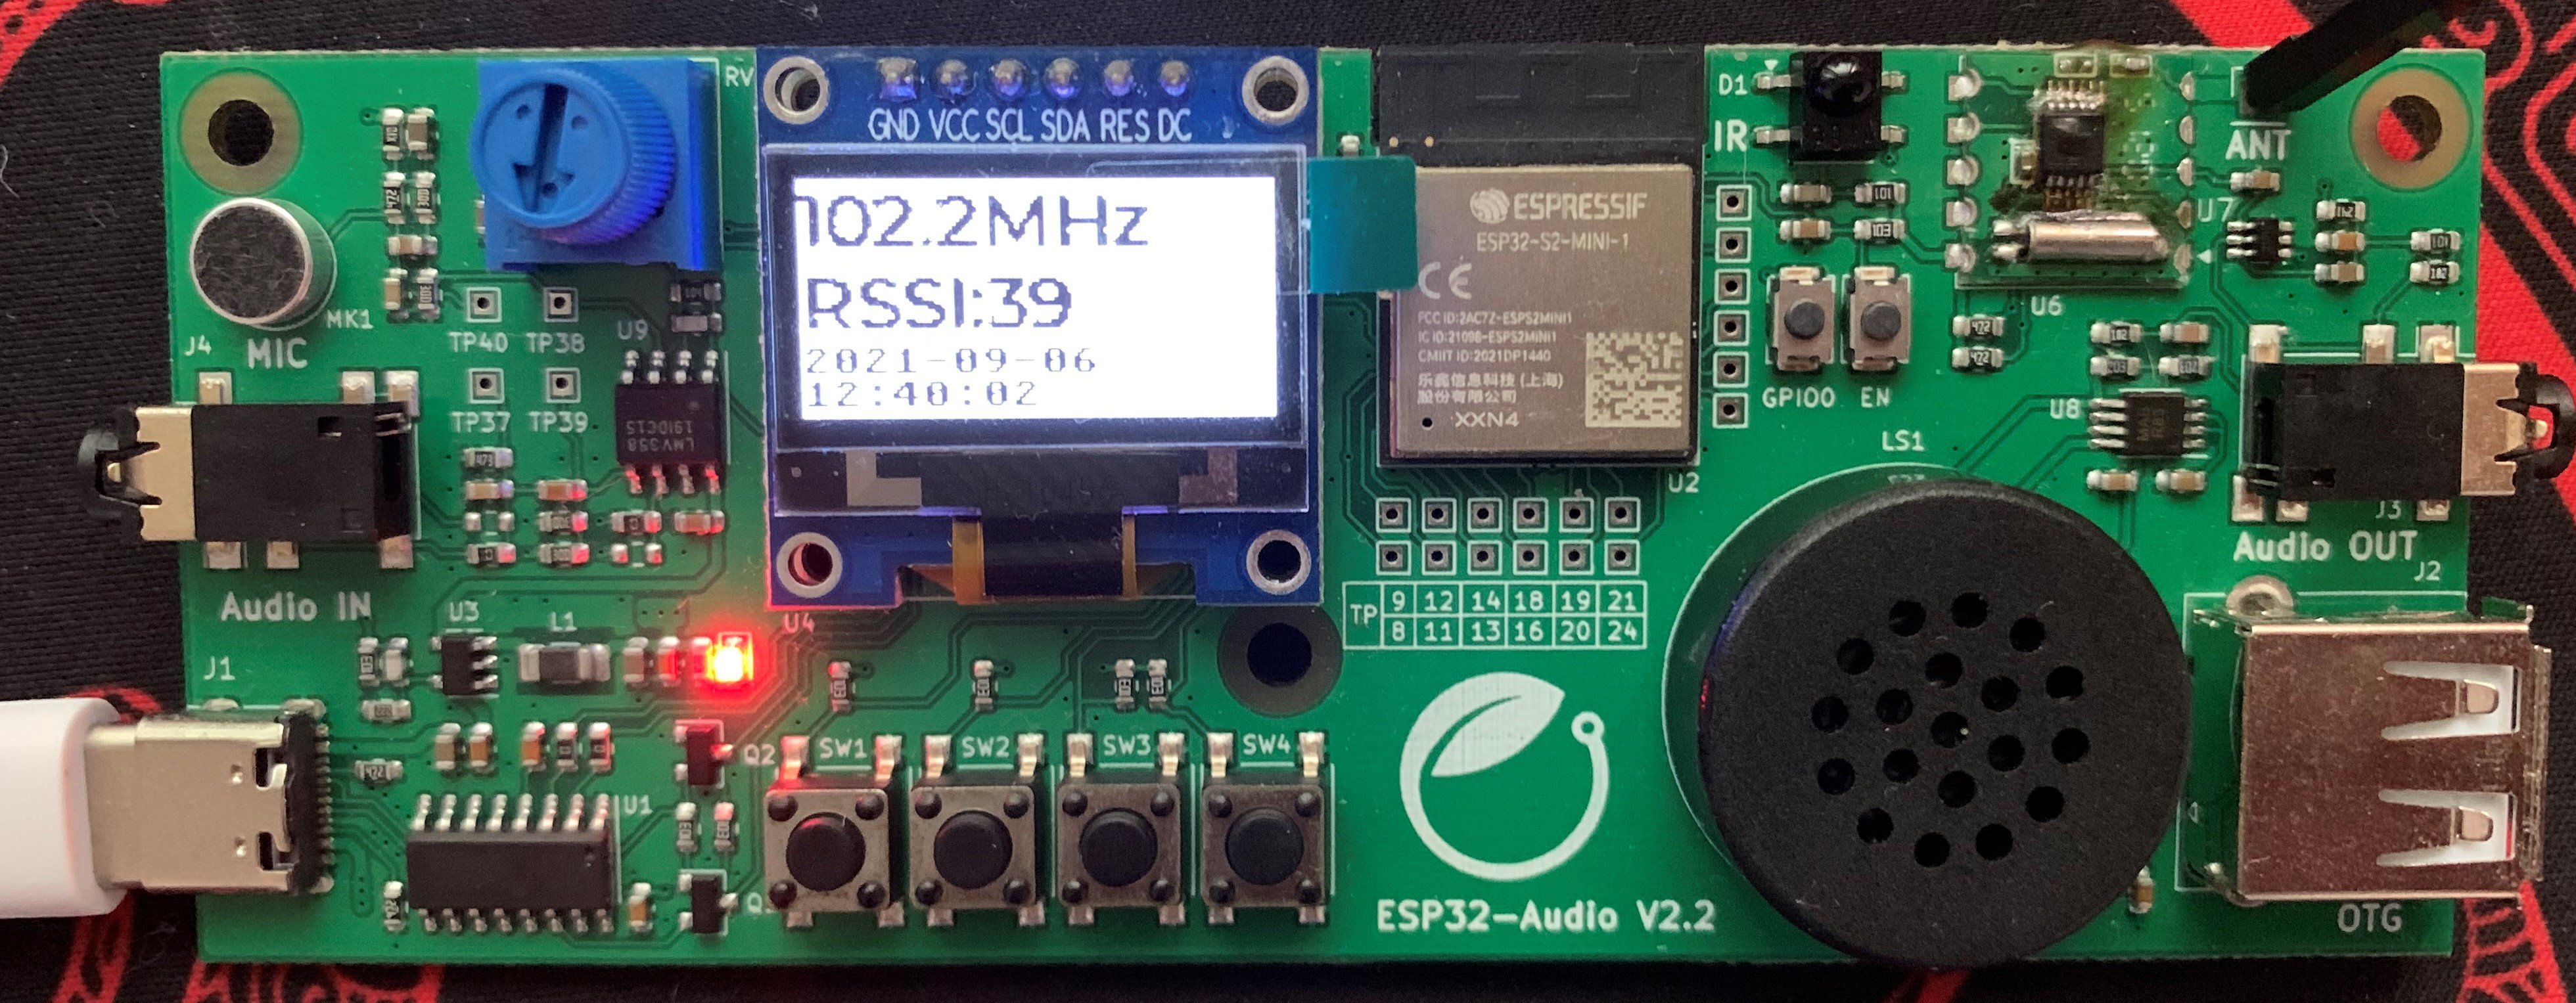 RV
GND VCC SCL SDA RES DC
102.2MHz
RSSI:39
2021-09-06
12:40:02
D1
IR
ESPRESSIF
ESP32-S2-MINI-1
CE
FCC ID:2AC7Z-ESPS2MINI1
IC ID:21098-ESPS2MINI1
CMIIT ID:2021DP1440
乐鑫信息科技(上海)
股份有限公司
XXN4
U2
ANT
U7
U6
GPIO0 EN
MK1
MIC
J4
TP40 TP38
TP37 TP39
U9
LMV358
191DC15
U8
LS1
J3
Audio OUT
J2
Audio IN
U3
L1
U4
J1
TP
9 12 14 18 19 21
8 11 13 16 20 24
Q2
SW1 SW2 SW3 SW4
U1
ESP32-Audio V2.2
OTG